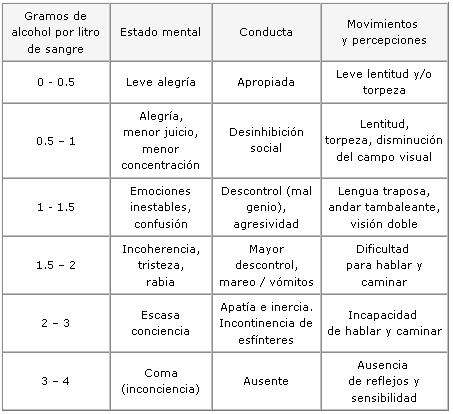 Gramos de
alcohol por litro
de sangre
Estado mental
Conducta
Movimientos
y percepciones
0 - 0.5
Leve alegría
Apropiada
Leve lentitud y/o
torpeza
0.5 – 1
Alegría,
menor juicio,
menor
concentración
Desinhibición
social
Lentitud,
torpeza, disminución
del campo visual
1 - 1.5
Emociones
inestables,
confusión
Descontrol (mal
genio),
agresividad
Lengua traposa,
andar tambaleante,
visión doble
1.5 – 2
Incoherencia,
tristeza,
rabia
Mayor
descontrol,
mareo / vómitos
Dificultad
para hablar y
caminar
2 – 3
Escasa
conciencia
Apatía e inercia.
Incontinencia de
esfínteres
Incapacidad
de hablar y caminar
3 – 4
Coma
(inconciencia)
Ausente
Ausencia
de reflejos y
sensibilidad